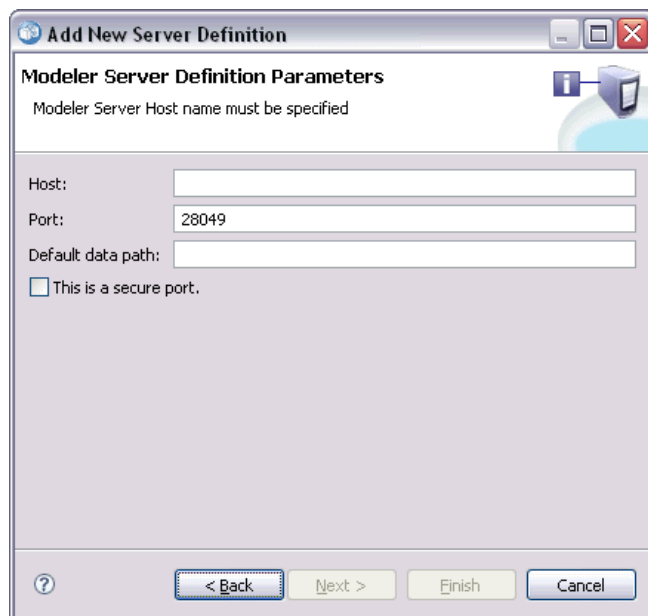 Add New Server Definition
Modeler Server Definition Parameters
Modeler Server Host name must be specified
i
Host:
Port: 28049
Default data path:
This is a secure port.
? < Back Next > Finish Cancel